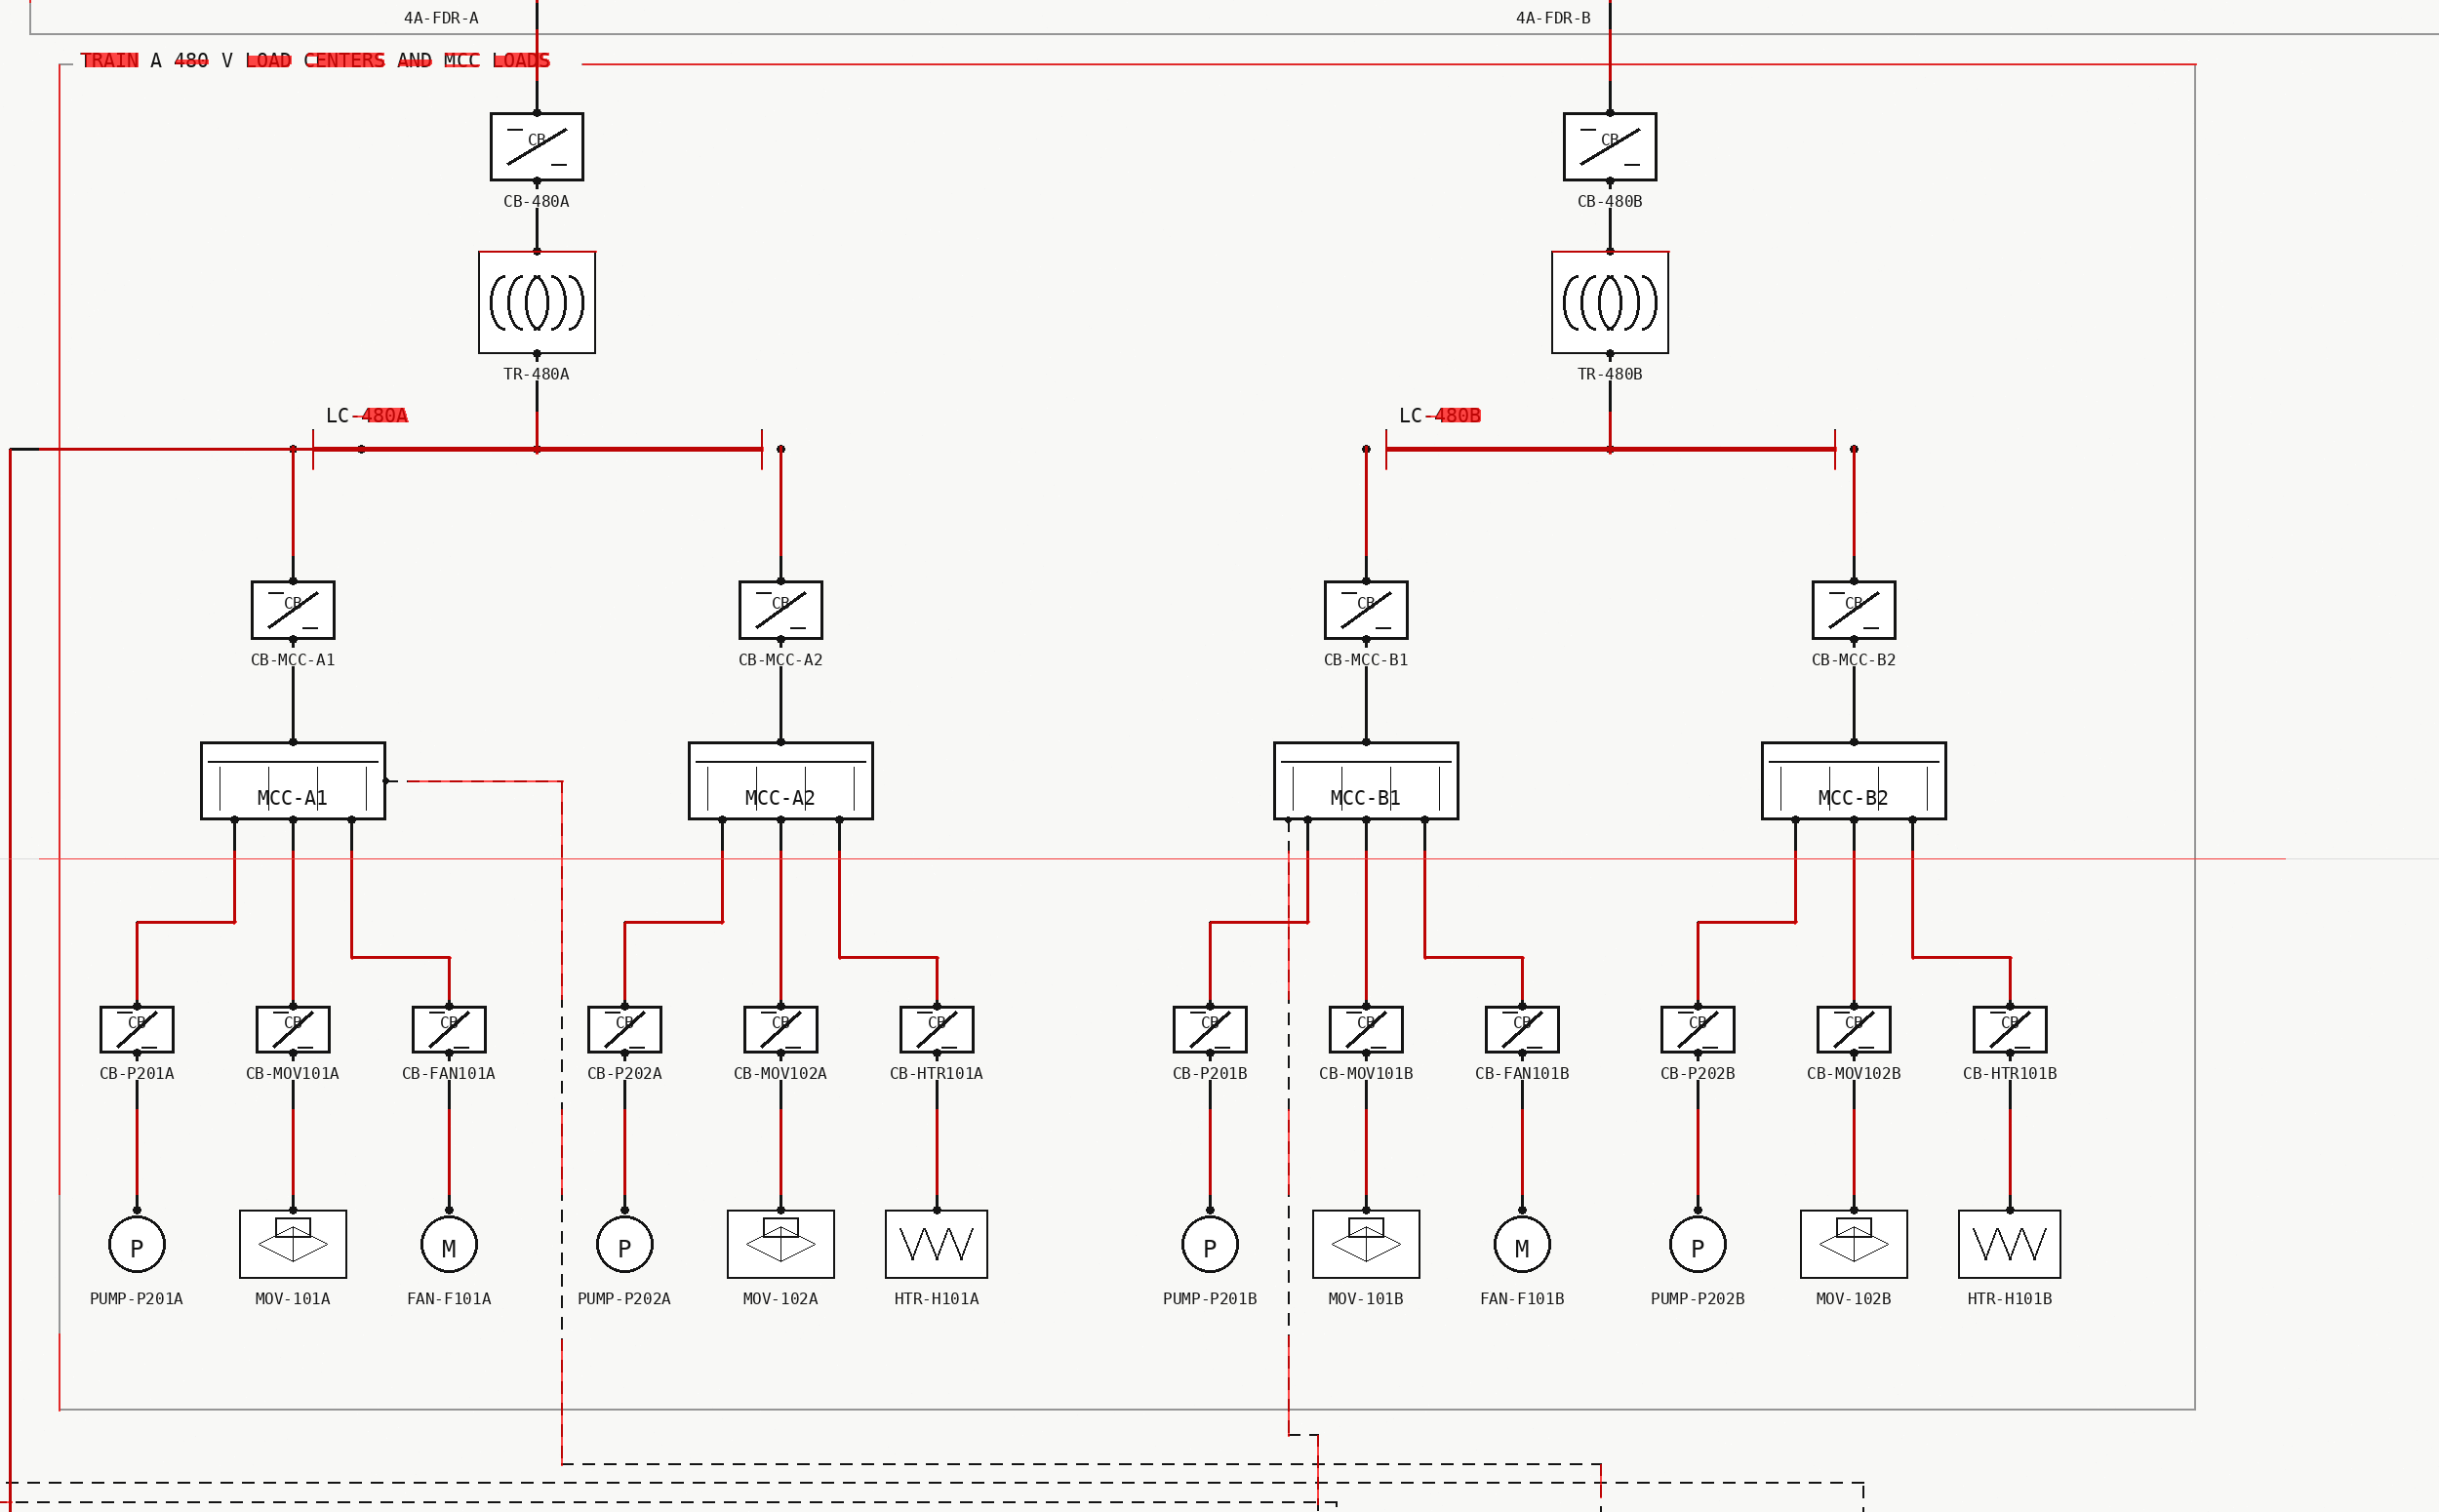 4A-FDR-A 4A-FDR-B
TRAIN A 480 V LOAD CENTERS AND MCC LOADS
CB CB
CB-480A CB-480B
TR-480A TR-480B
LC-480A LC-480B
CB CB CB CB
CB-MCC-A1 CB-MCC-A2 CB-MCC-B1 CB-MCC-B2
MCC-A1 MCC-A2 MCC-B1 MCC-B2
CB CB CB CB CB CB CB CB CB CB CB CB
CB-P201A CB-MOV101A CB-FAN101A CB-P202A CB-MOV102A CB-HTR101A CB-P201B CB-MOV101B CB-FAN101B CB-P202B CB-MOV102B CB-HTR101B
P M P P M P
PUMP-P201A MOV-101A FAN-F101A PUMP-P202A MOV-102A HTR-H101A PUMP-P201B MOV-101B FAN-F101B PUMP-P202B MOV-102B HTR-H101B